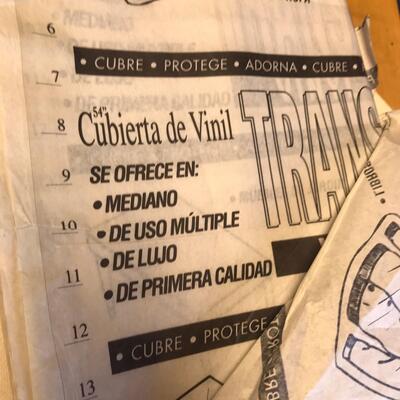 6
• CUBRE • PROTEGE • ADORNA • CUBRE •
7
8
54"
Cubierta de Vinil
TRANS
9
SE OFRECE EN:
• MEDIANO
10
• DE USO MÚLTIPLE
• DE LUJO
11
• DE PRIMERA CALIDAD
12
• CUBRE • PROTEGE •
13